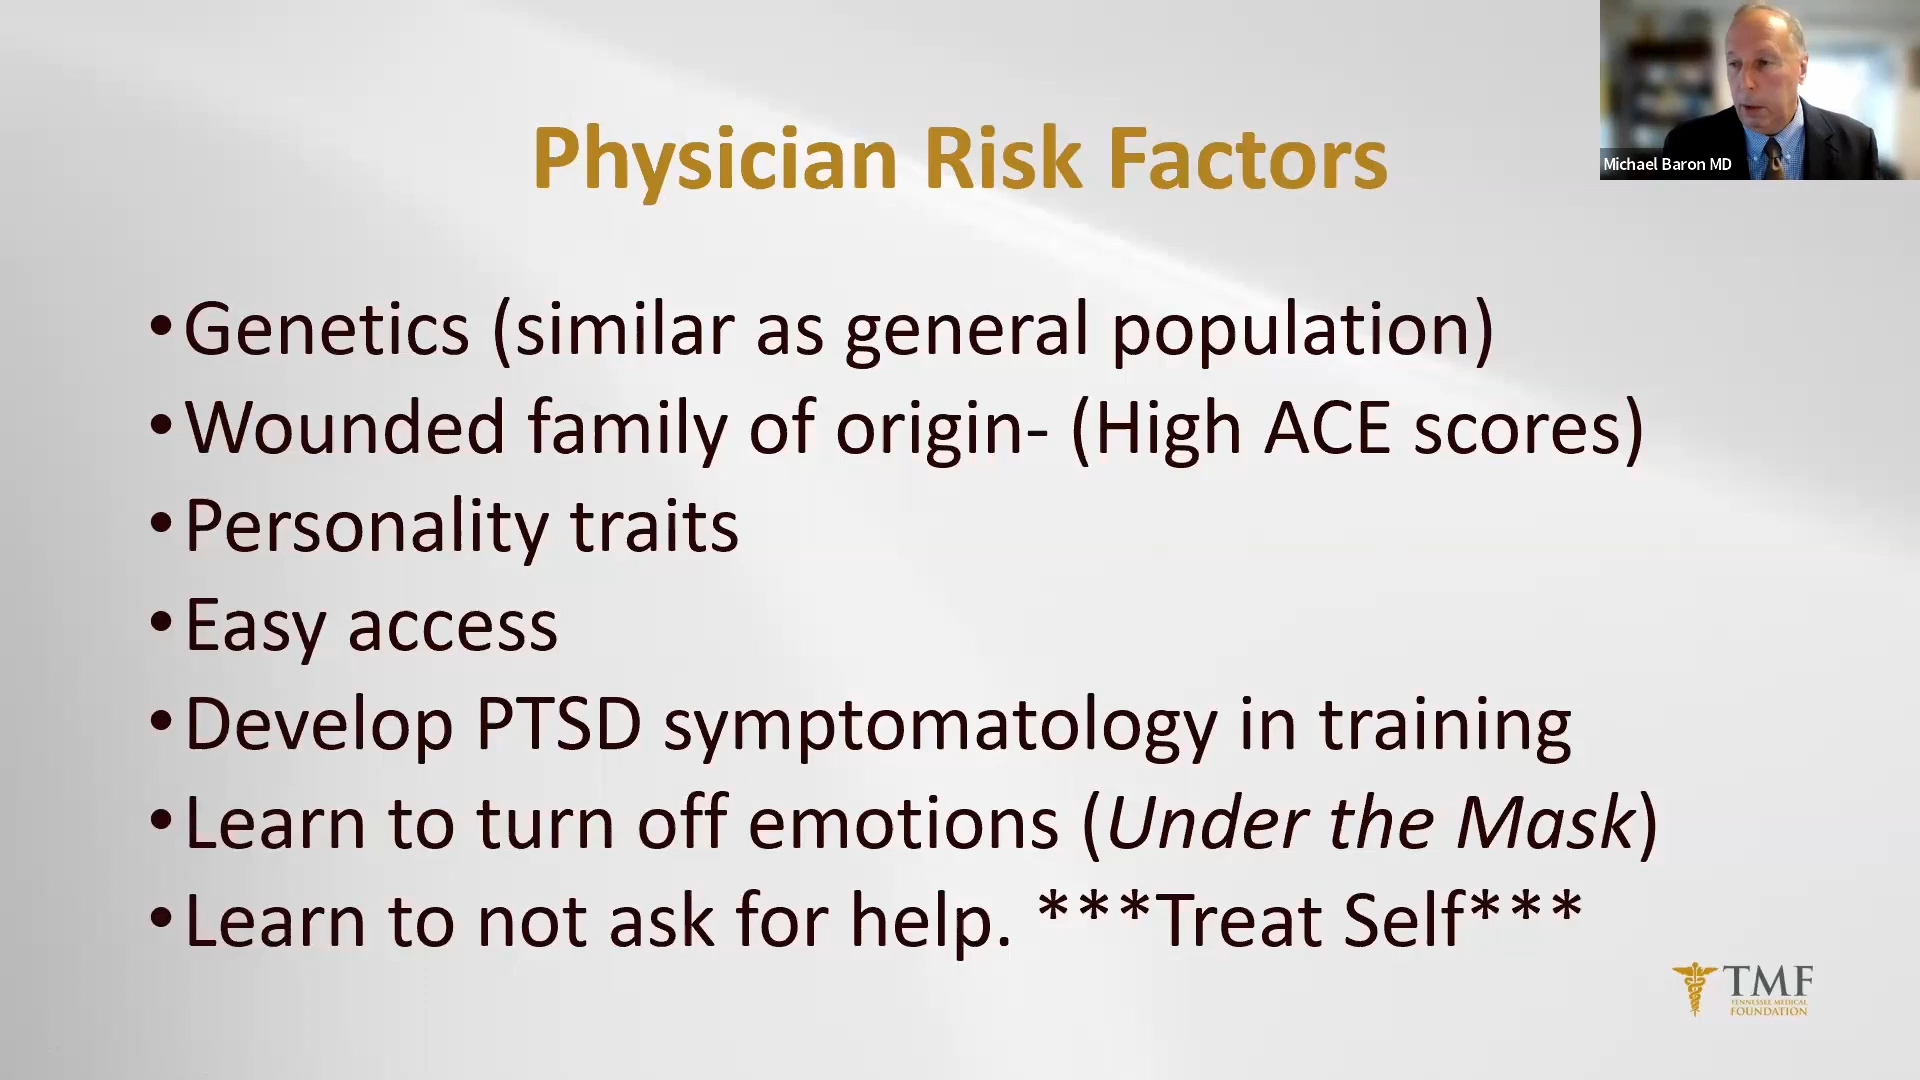 Michael Baron MD
Physician Risk Factors
•Genetics (similar as general population)
•Wounded family of origin- (High ACE scores)
•Personality traits
•Easy access
•Develop PTSD symptomatology in training
•Learn to turn off emotions (Under the Mask)
•Learn to not ask for help. ***Treat Self***
TMF
TENNESSEE MEDICAL
FOUNDATION